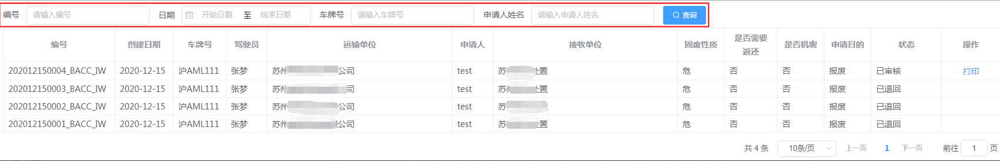 编号 请输入编号 日期 开始日期 至 结束日期 车牌号 请输入车牌号 申请人姓名 请输入申请人姓名 查询
编号 创建日期 车牌号 驾驶员 运输单位 申请人 接收单位 固废性质 是否需要返还 是否机密 申请目的 状态 操作
202012150004_BACC_IW 2020-12-15 沪AML111 张梦 苏州 公司 test 苏 处置 危 否 否 报废 已审核 打印
202012150003_BACC_IW 2020-12-15 沪AML111 张梦 苏州 公司 test 苏 处置 危 否 否 报废 已退回
202012150002_BACC_IW 2020-12-15 沪AML111 张梦 苏州 公司 test 苏 置 危 否 否 报废 已退回
202012150001_BACC_IW 2020-12-15 沪AML111 张梦 苏州 公司 test 苏 处置 危 否 否 报废 已退回
共 4 条 10条/页 上一页 1 下一页 前往 1 页